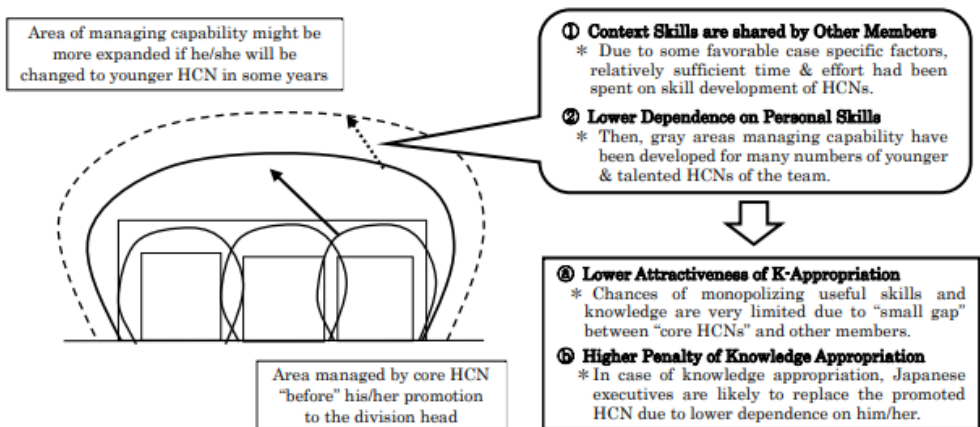 Area of managing capability might be
more expanded if he/she will be
changed to younger HCN in some years
① Context Skills are shared by Other Members
* Due to some favorable case specific factors,
relatively sufficient time & effort had been
spent on skill development of HCNs.
② Lower Dependence on Personal Skills
* Then, gray areas managing capability have
been developed for many numbers of younger
& talented HCNs of the team.
Area managed by core HCN
"before" his/her promotion
to the division head
ⓐ Lower Attractiveness of K-Appropriation
* Chances of monopolizing useful skills and
knowledge are very limited due to "small gap"
between "core HCNs" and other members.
ⓑ Higher Penalty of Knowledge Appropriation
* In case of knowledge appropriation, Japanese
executives are likely to replace the promoted
HCN due to lower dependence on him/her.